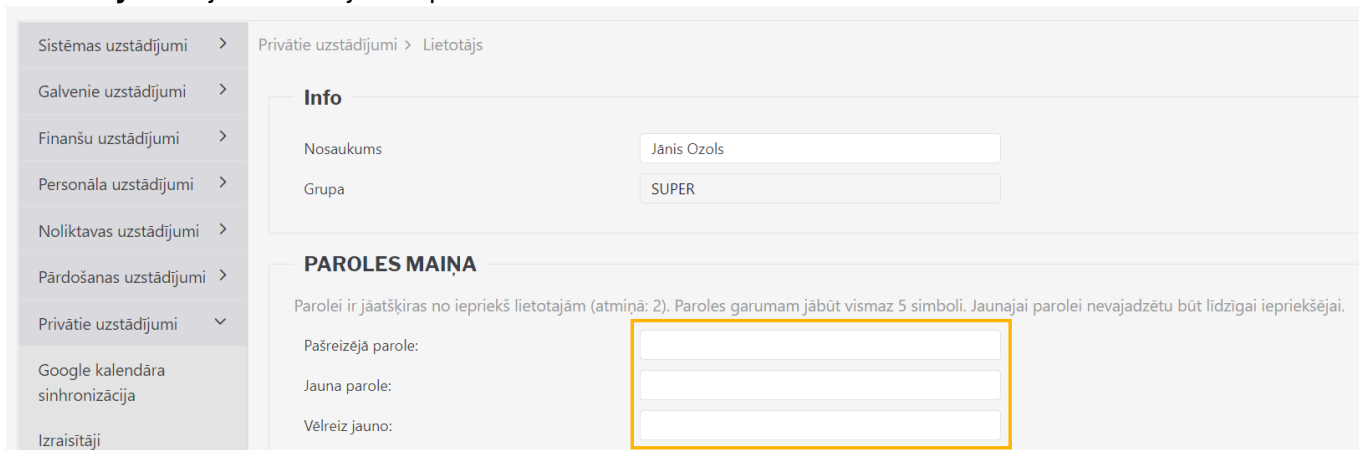 Sistēmas uzstādījumi
Galvenie uzstādījumi
Finanšu uzstādījumi
Personāla uzstādījumi
Noliktavas uzstādījumi
Pārdošanas uzstādījumi
Privātie uzstādījumi
Google kalendāra
sinhronizācija
Izraisītāji
Privātie uzstādījumi > Lietotājs
Info
Nosaukums Jānis Ozols
Grupa SUPER
PAROLES MAIŅA
Parolei ir jāatšķiras no iepriekš lietotajām (atmiņā: 2). Paroles garumam jābūt vismaz 5 simboli. Jaunajai parolei nevajadzētu būt līdzīgai iepriekšējai.
Pašreizējā parole:
Jauna parole:
Vēlreiz jauno: